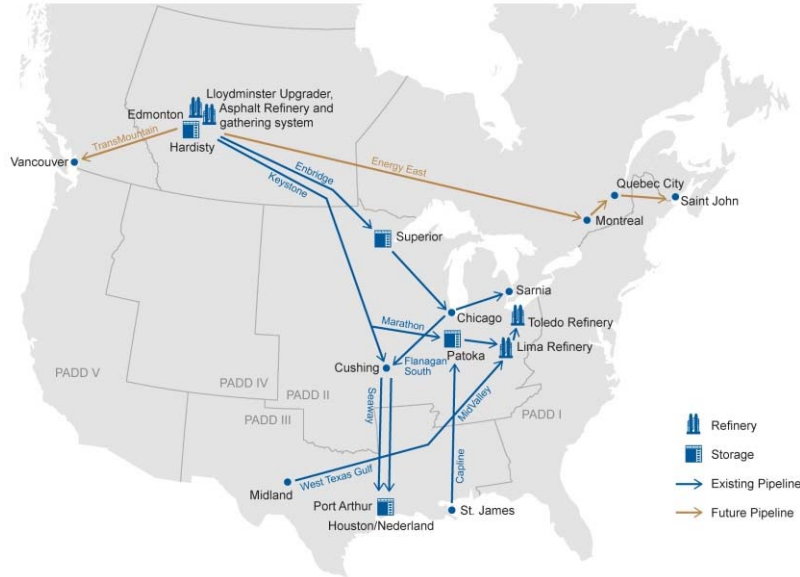 Lloydminster Upgrader,
Asphalt Refinery and
gathering system
Edmonton
Hardisty
TransMountain
Vancouver
Enbridge
Keystone
Energy East
Quebec City
Saint John
Montreal
Superior
Sarnia
Chicago
Toledo Refinery
Marathon
Patoka
Lima Refinery
Cushing
Flanagan
South
PADD V
PADD IV
PADD II
PADD III
PADD I
Seaway
MidValley
West Texas Gulf
Capline
Midland
Port Arthur
Houston/Nederland
St. James
Refinery
Storage
Existing Pipeline
Future Pipeline